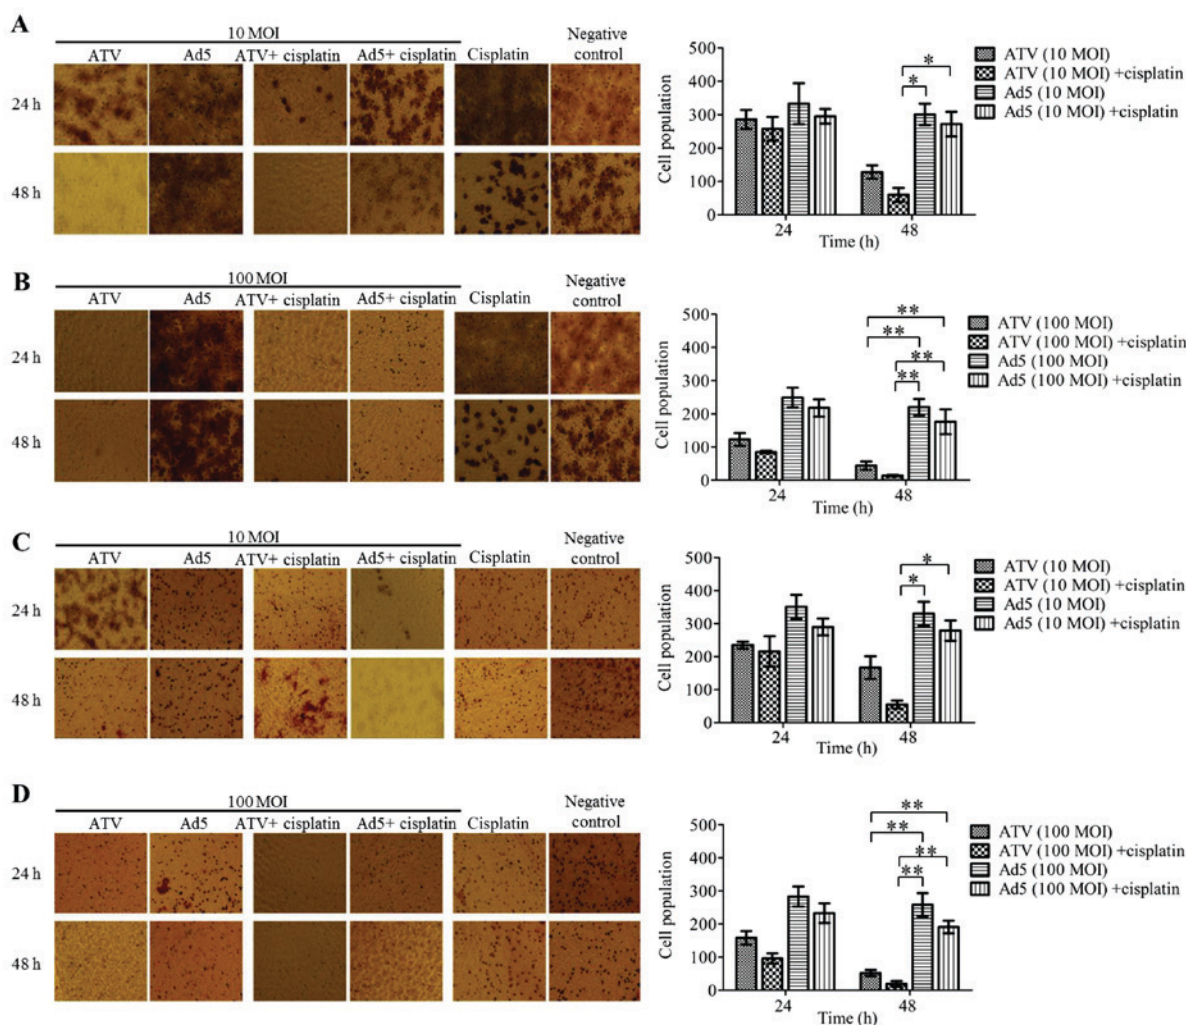 A
10 MOI
ATV Ad5 ATV+ cisplatin Ad5+ cisplatin Cisplatin Negative control
24 h
48 h
500
400
300
200
100
0
Cell population
24 48
Time (h)
* *
ATV (10 MOI)
ATV (10 MOI) +cisplatin
Ad5 (10 MOI)
Ad5 (10 MOI) +cisplatin
B
100 MOI
ATV Ad5 ATV+ cisplatin Ad5+ cisplatin Cisplatin Negative control
24 h
48 h
500
400
300
200
100
0
Cell population
24 48
Time (h)
**
**
**
**
ATV (100 MOI)
ATV (100 MOI) +cisplatin
Ad5 (100 MOI)
Ad5 (100 MOI) +cisplatin
C
10 MOI
ATV Ad5 ATV+ cisplatin Ad5+ cisplatin Cisplatin Negative control
24 h
48 h
500
400
300
200
100
0
Cell population
24 48
Time (h)
*
*
ATV (10 MOI)
ATV (10 MOI) +cisplatin
Ad5 (10 MOI)
Ad5 (10 MOI) +cisplatin
D
100 MOI
ATV Ad5 ATV+ cisplatin Ad5+ cisplatin Cisplatin Negative control
24 h
48 h
500
400
300
200
100
0
Cell population
24 48
Time (h)
**
**
**
**
ATV (100 MOI)
ATV (100 MOI) +cisplatin
Ad5 (100 MOI)
Ad5 (100 MOI) +cisplatin